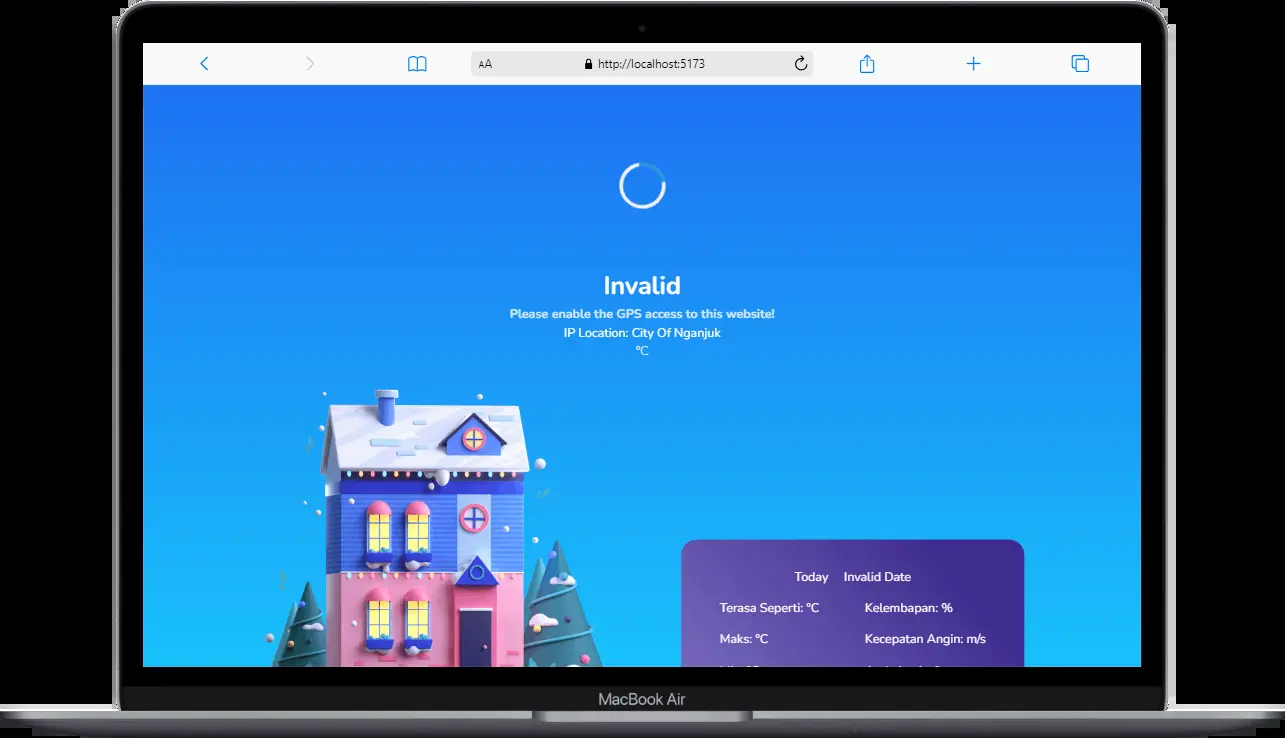 AA http://localhost:5173
Invalid
Please enable the GPS access to this website!
IP Location: City Of Nganjuk
°C
Today Invalid Date
Terasa Seperti: °C Kelembapan: %
Maks: °C Kecepatan Angin: m/s
MacBook Air